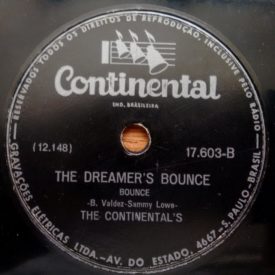 RESERVADOS TODOS OS DIREITOS DE REPRODUÇÃO, INCLUSIVE PELO RÁDIO
Continental
IND. BRASILEIRA
(12.148)
17.603-B
THE DREAMER'S BOUNCE
BOUNCE
-B. Valdez-Sammy Lowe-
THE CONTINENTAL'S
GRAVAÇÕES ELÉTRICAS LTDA.-AV. DO ESTADO, 4667-S. PAULO-BRASIL